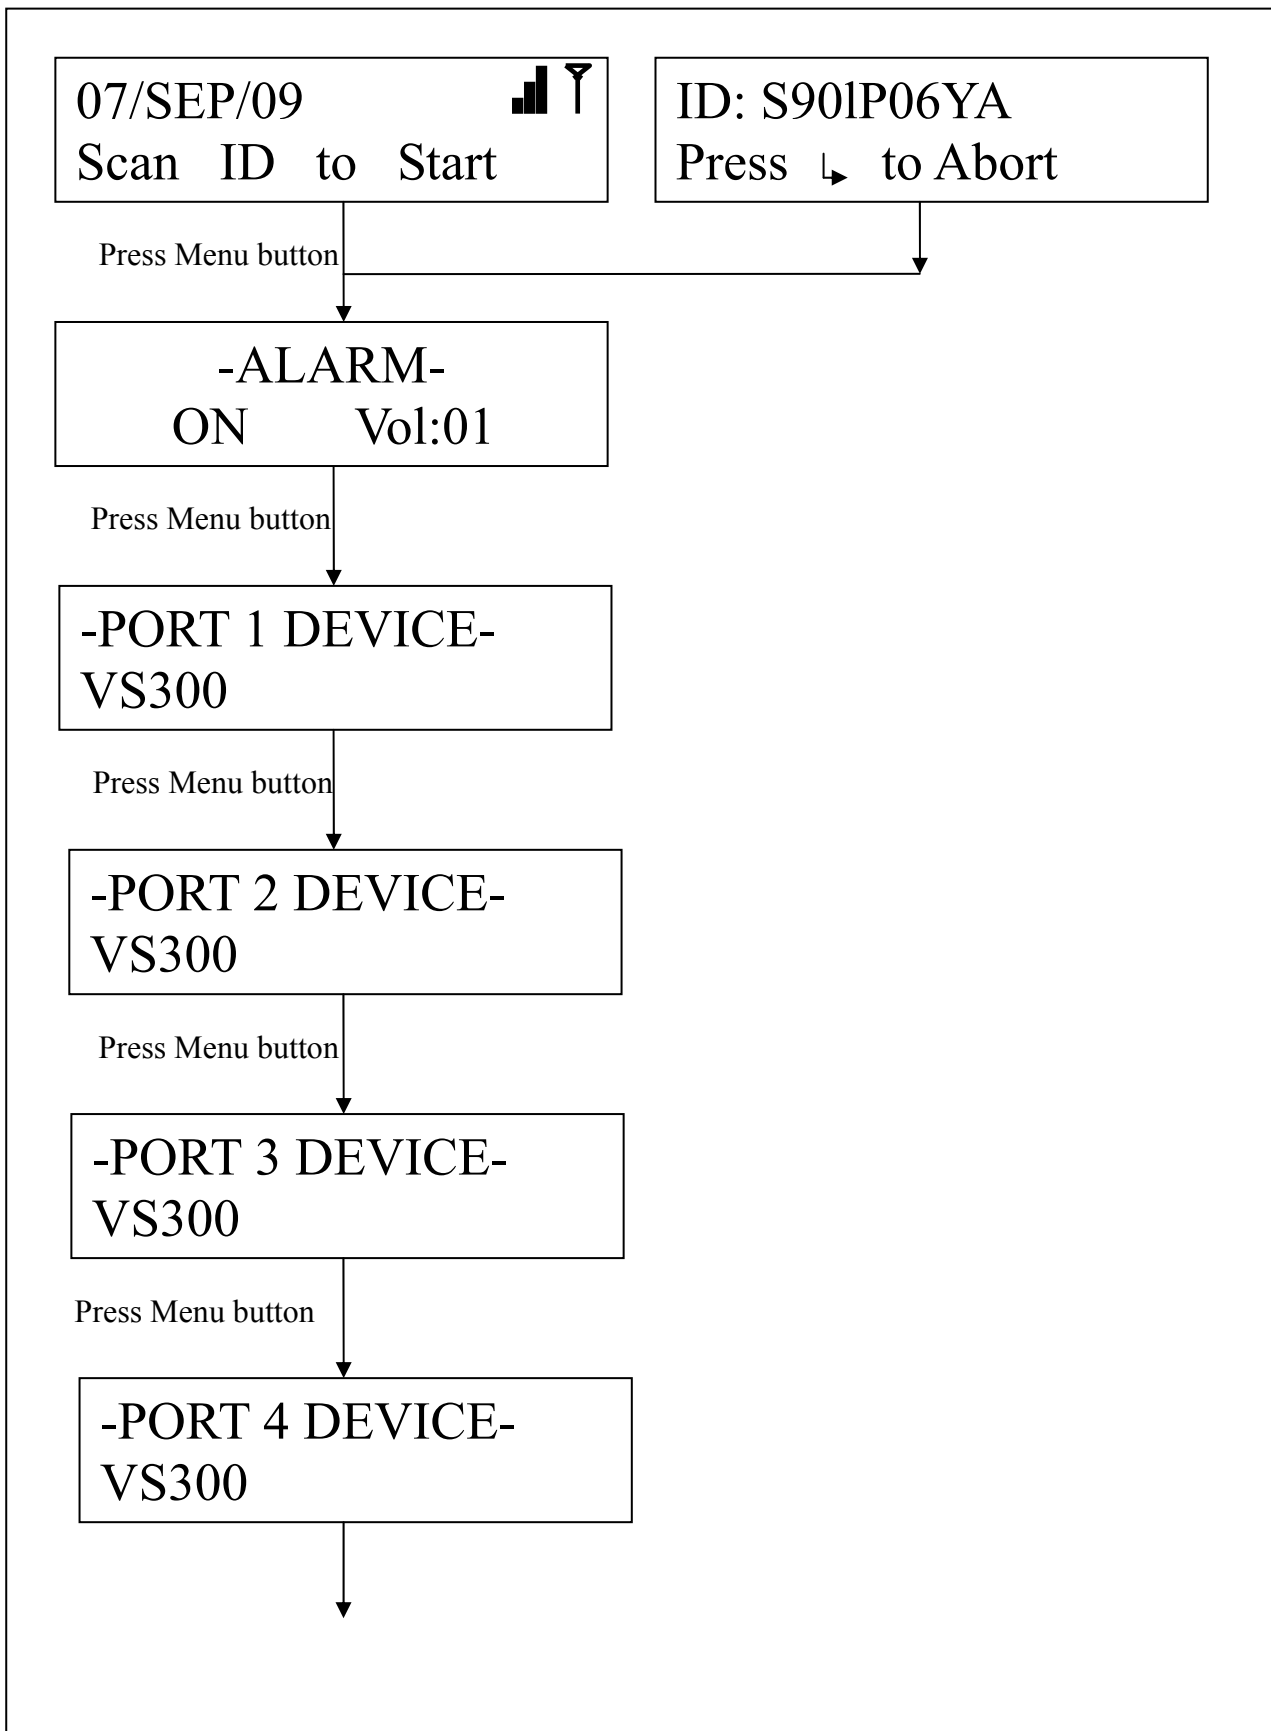 07/SEP/09
Scan ID to Start
ID: S90lP06YA
Press to Abort
Press Menu button
-ALARM-
ON Vol:01
Press Menu button
-PORT 1 DEVICE-
VS300
Press Menu button
-PORT 2 DEVICE-
VS300
Press Menu button
-PORT 3 DEVICE-
VS300
Press Menu button
-PORT 4 DEVICE-
VS300